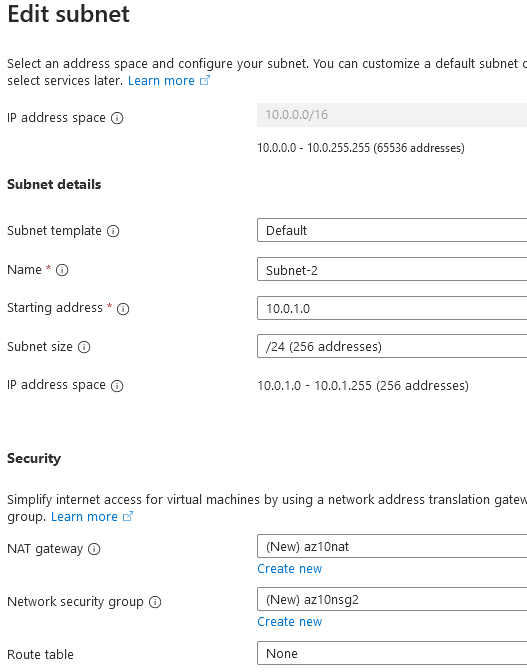 Edit subnet
Select an address space and configure your subnet. You can customize a default subnet
select services later. Learn more
IP address space
10.0.0.0/16
10.0.0.0 - 10.0.255.255 (65536 addresses)
Subnet details
Subnet template
Default
Name *
Subnet-2
Starting address *
10.0.1.0
Subnet size
/24 (256 addresses)
IP address space
10.0.1.0 - 10.0.1.255 (256 addresses)
Security
Simplify internet access for virtual machines by using a network address translation
group. Learn more
NAT gateway
(New) az10nat
Create new
Network security group
(New) az10nsg2
Create new
Route table
None